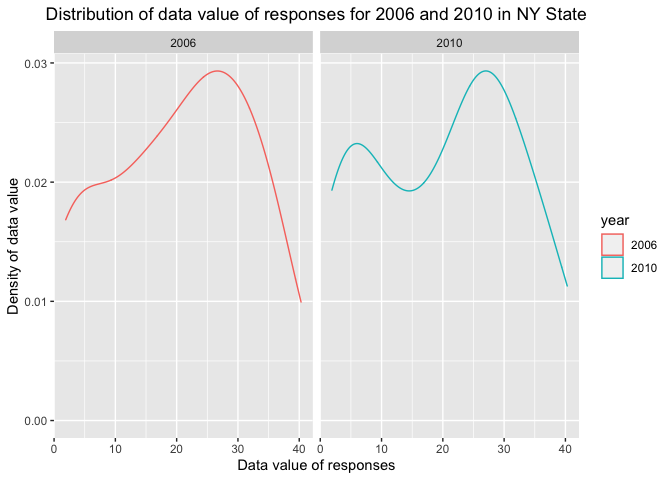 Distribution of data value of responses for 2006 and 2010 in NY State
2006
2010
0.03
0.02
0.01
0.00
Density of data value
0 10 20 30 40
0 10 20 30 40
Data value of responses
year
2006
2010